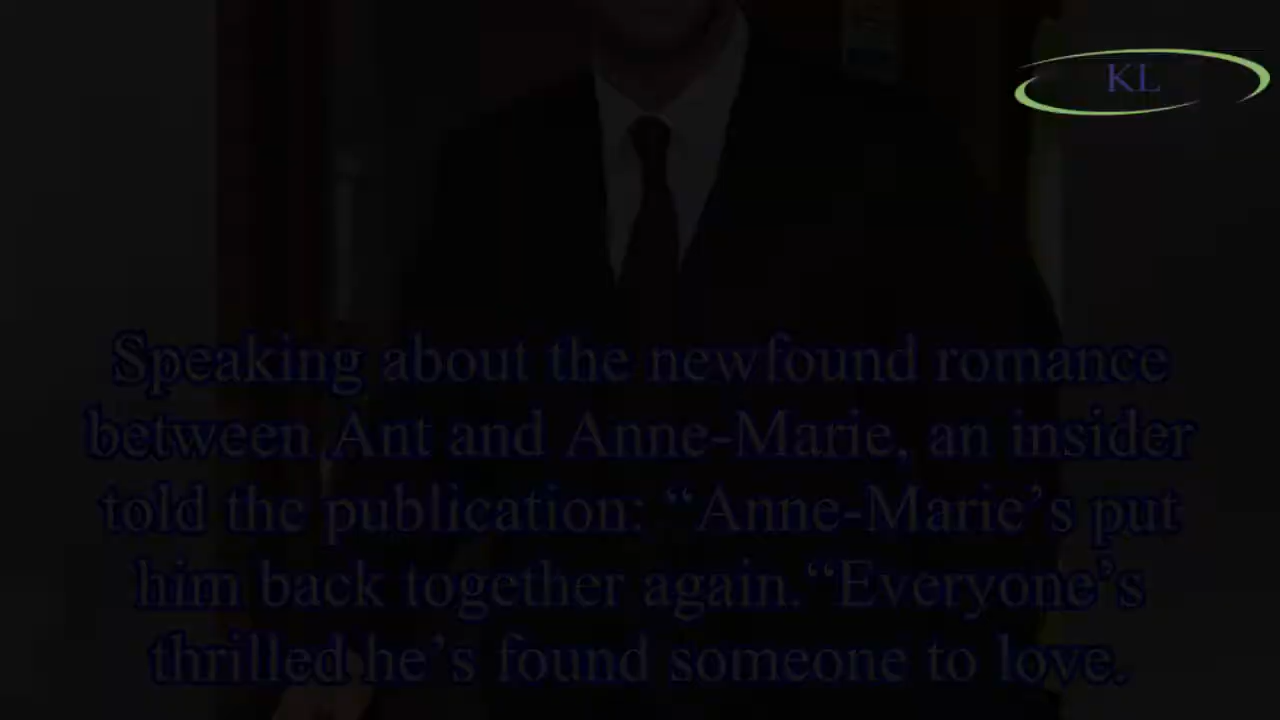 KL
Speaking about the newfound romance
between Ant and Anne-Marie, an insider
told the publication: “Anne-Marie’s put
him back together again.“Everyone’s
thrilled he’s found someone to love.